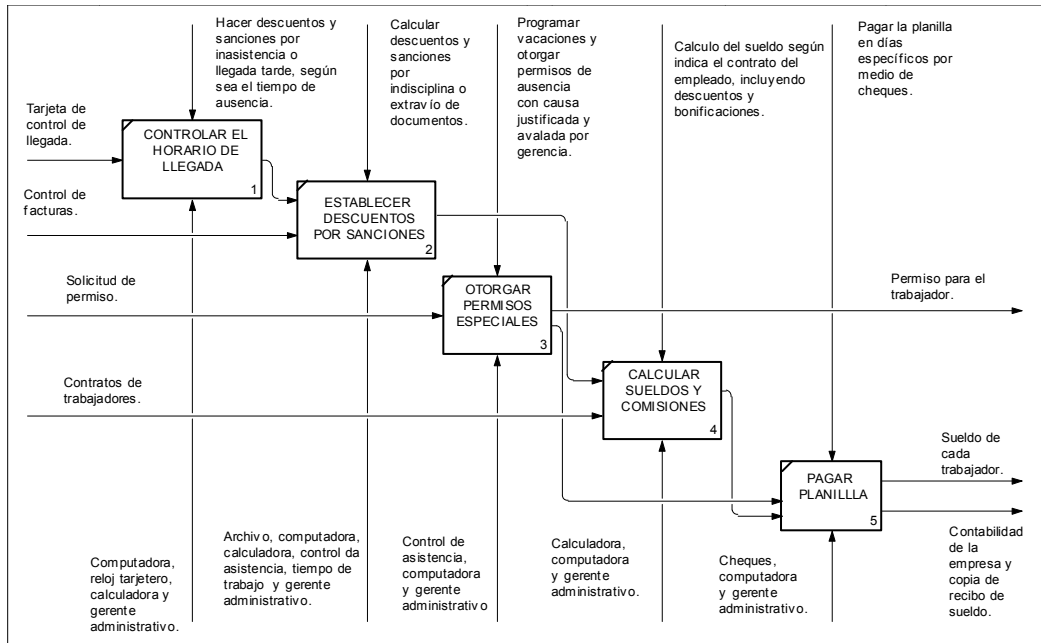 Hacer descuentos y
sanciones por
inasistencia o
llegada tarde, según
sea el tiempo de
ausencia.
Calcular
descuentos y
sanciones
por
indisciplina o
extravío de
documentos.
Programar
vacaciones y
otorgar
permisos de
ausencia
con causa
justificada y
avalada por
gerencia.
Calculo del sueldo según
indica el contrato del
empleado, incluyendo
descuentos y
bonificaciones.
Pagar la planilla
en días
específicos por
medio de
cheques.
Tarjeta de
control de
llegada.
CONTROLAR EL
HORARIO DE
LLEGADA
1
Control de
facturas.
ESTABLECER
DESCUENTOS
POR SANCIONES
2
Solicitud de
permiso.
OTORGAR
PERMISOS
ESPECIALES
3
Permiso para el
trabajador.
Contratos de
trabajadores.
CALCULAR
SUELDOS Y
COMISIONES
4
PAGAR
PLANILLLA
5
Sueldo de
cada
trabajador.
Contabilidad
de la
empresa y
copia de
recibo de
sueldo.
Computadora,
reloj tarjetero,
calculadora y
gerente
administrativo.
Archivo, computadora,
calculadora, control da
asistencia, tiempo de
trabajo y gerente
administrativo.
Control de
asistencia,
computadora
y gerente
administrativo
Calculadora,
computadora
y gerente
administrativo.
Cheques,
computadora
y gerente
administrativo.